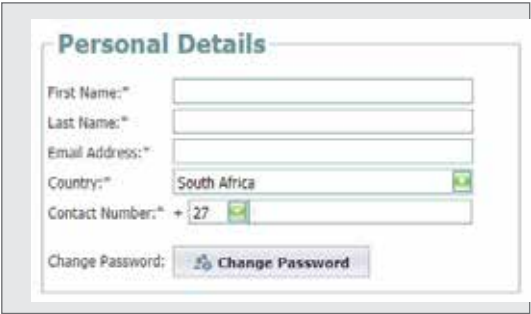 Personal Details
First Name:*
Last Name:*
Email Address:*
Country:* South Africa
Contact Number:* + 27
Change Password: Change Password